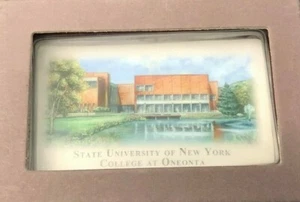 State University of New York
College at Oneonta